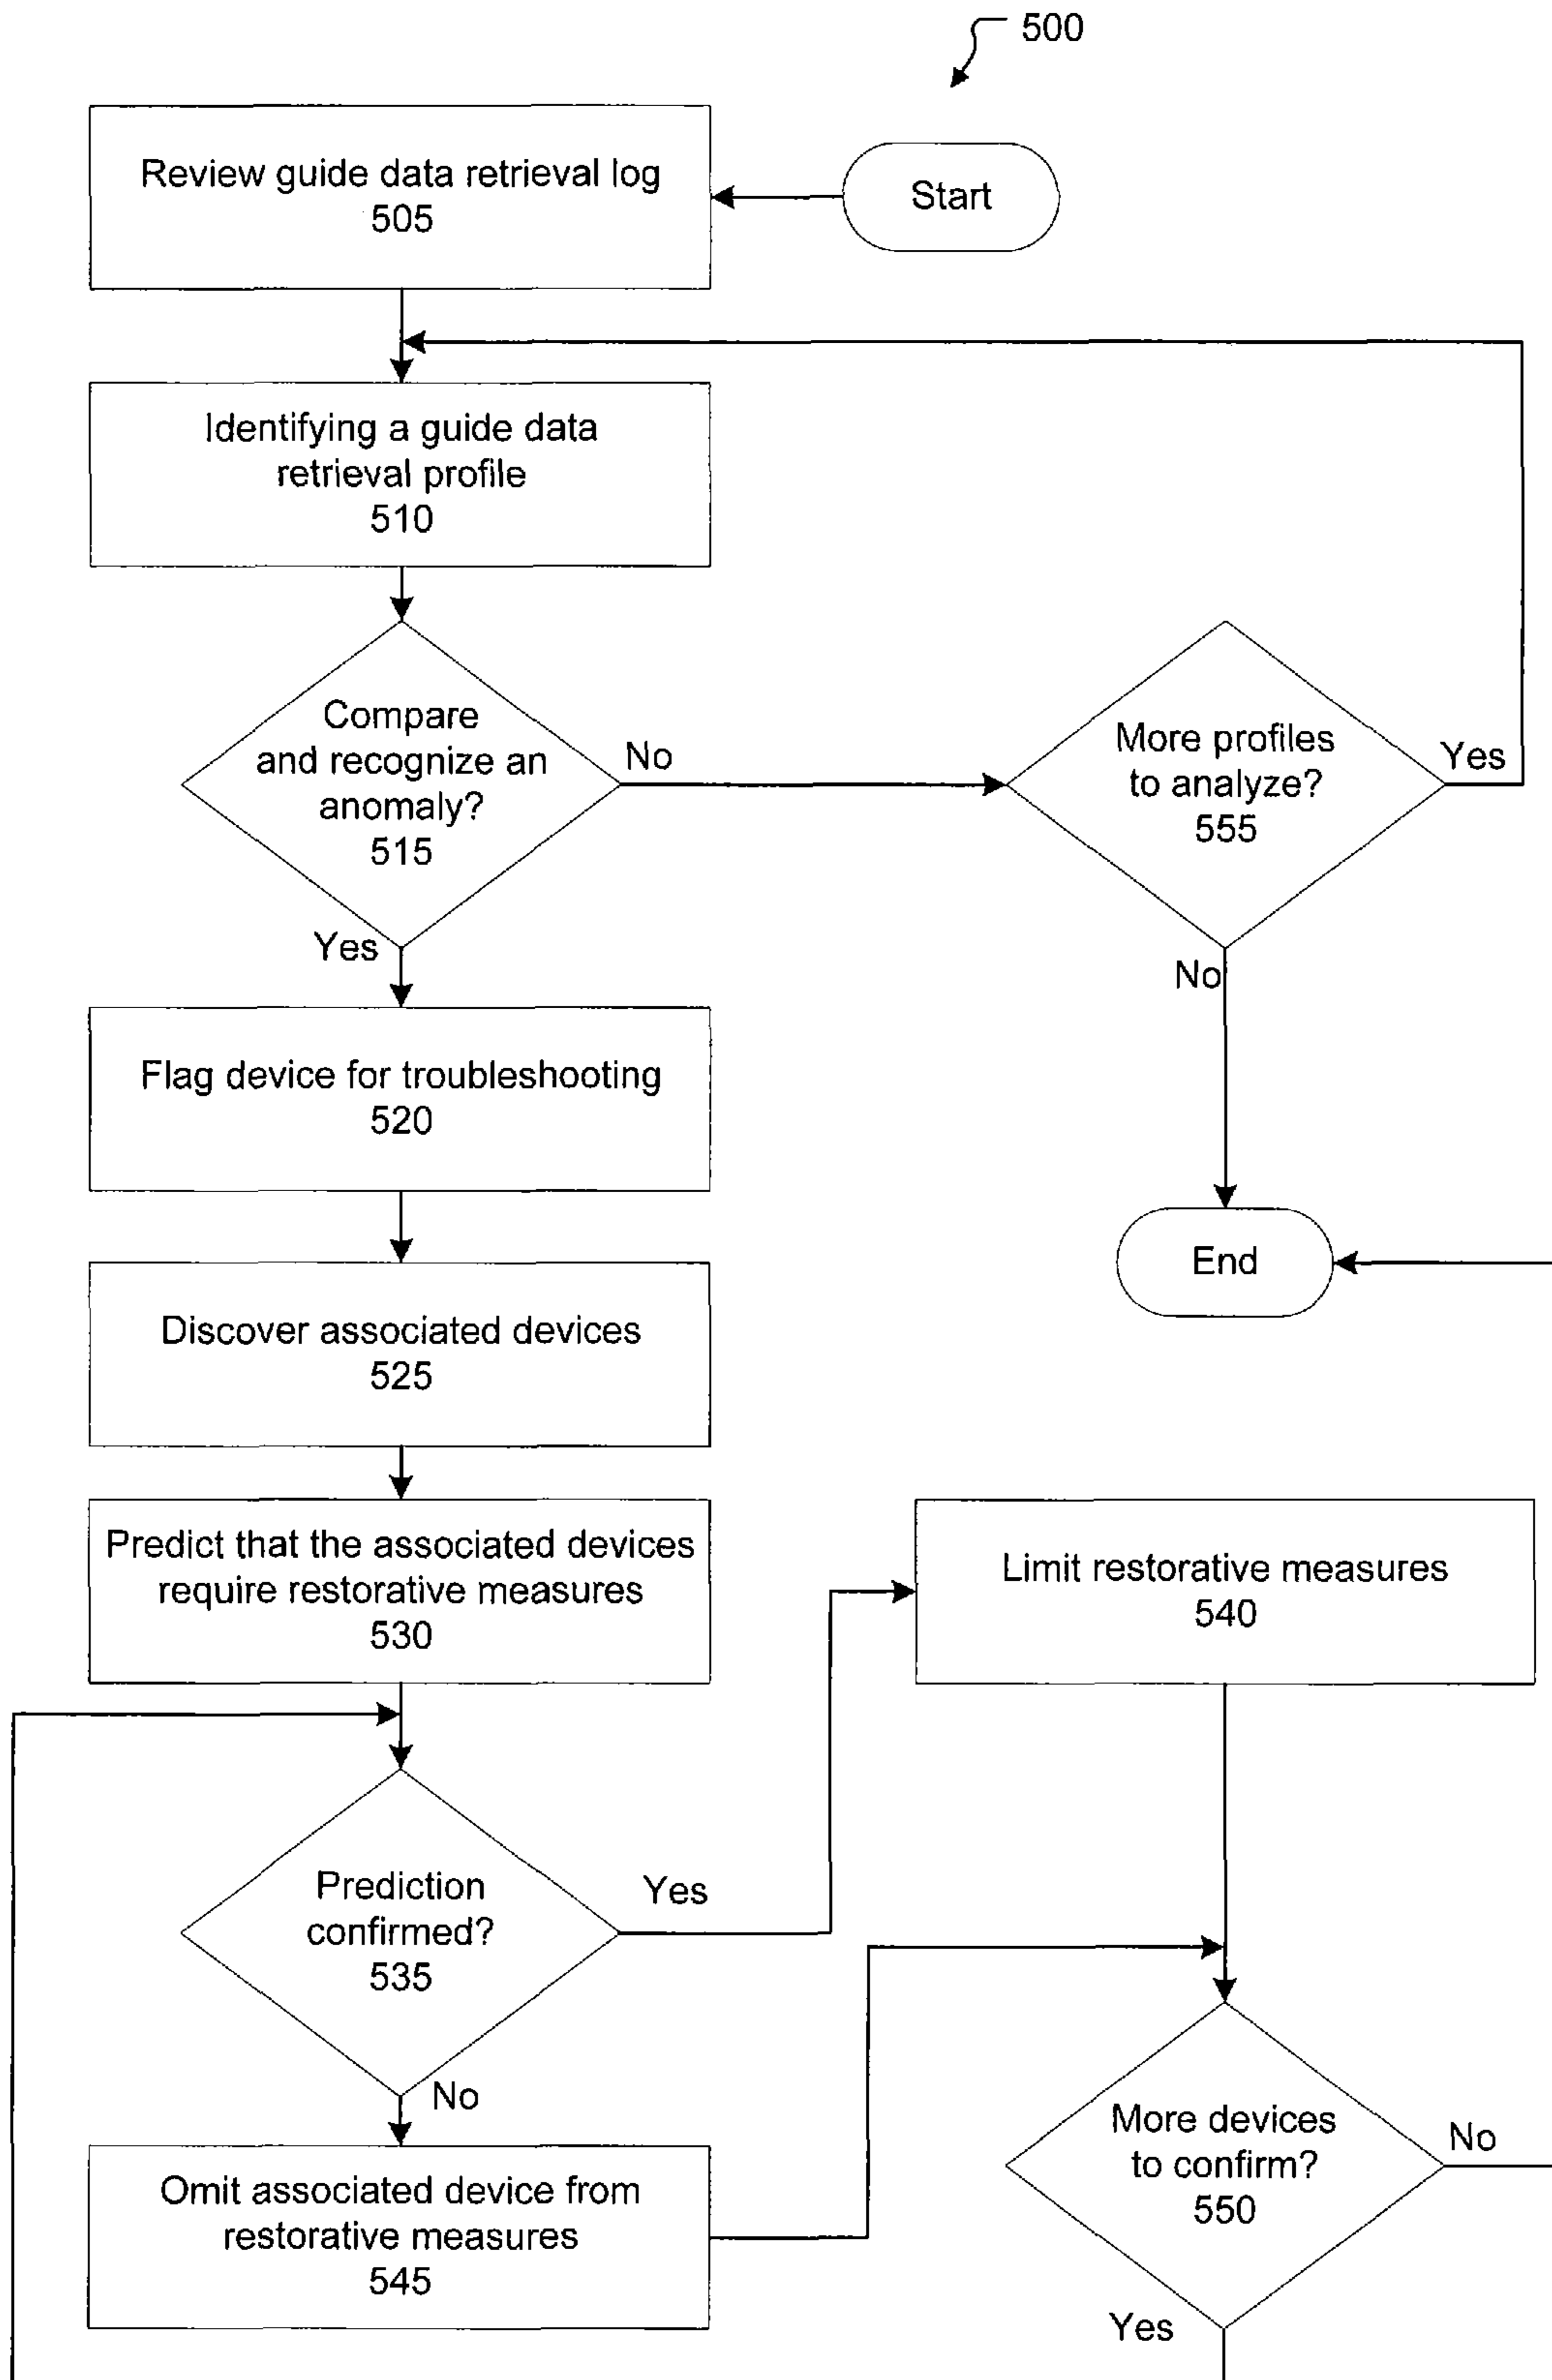 500
Start
Review guide data retrieval log
505
Identifying a guide data
retrieval profile
510
Compare
and recognize an
anomaly?
515
No
Yes
More profiles
to analyze?
555
Yes
No
Flag device for troubleshooting
520
End
Discover associated devices
525
Predict that the associated devices
require restorative measures
530
Limit restorative measures
540
Prediction
confirmed?
535
Yes
No
More devices
to confirm?
550
No
Yes
Omit associated device from
restorative measures
545